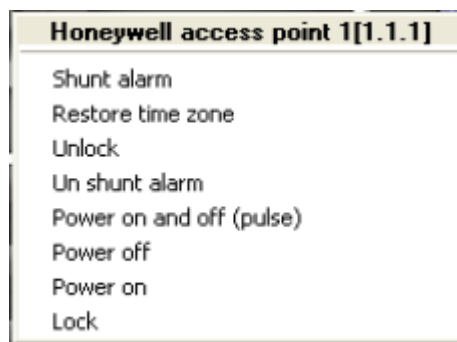 Honeywell access point 1[1.1.1]
Shunt alarm
Restore time zone
Unlock
Un shunt alarm
Power on and off (pulse)
Power off
Power on
Lock